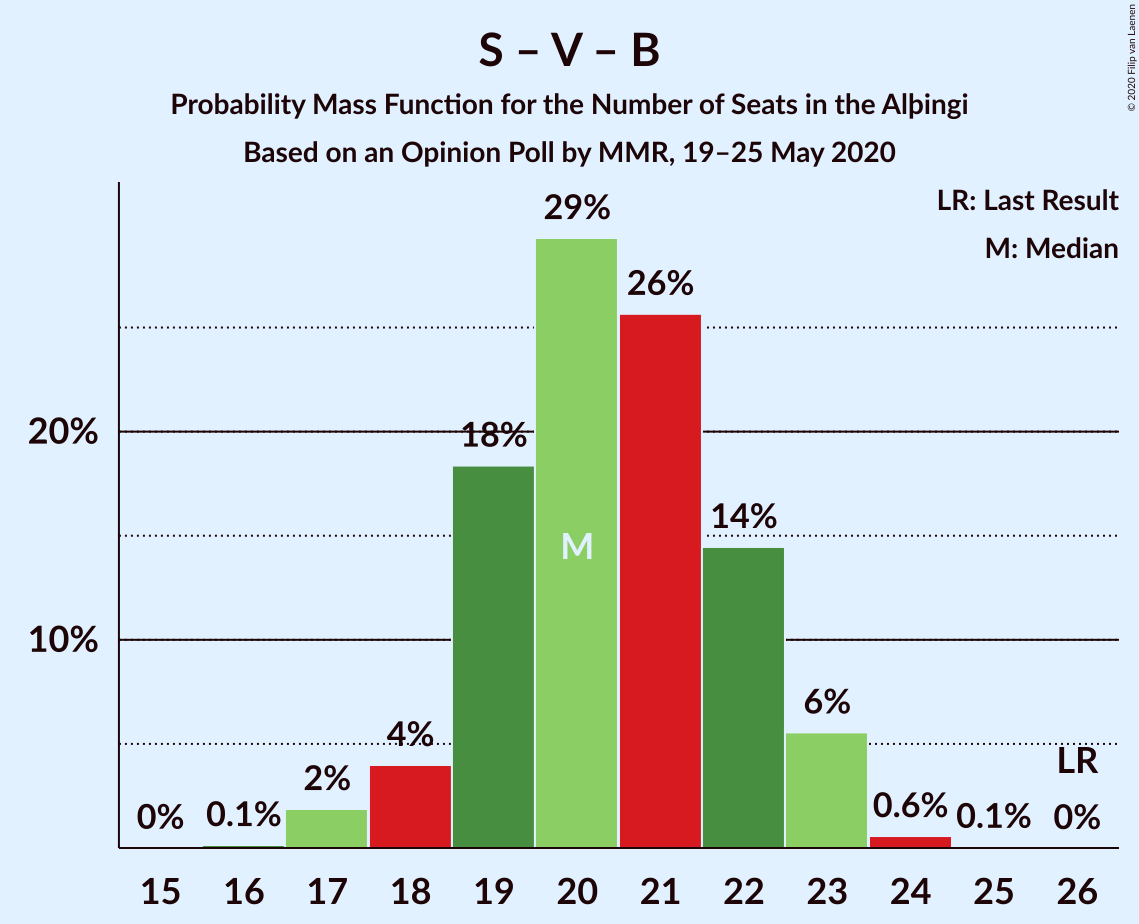 S – V – B
Probability Mass Function for the Number of Seats in the Alþingi
Based on an Opinion Poll by MMR, 19–25 May 2020
© 2020 Filip van Laenen
LR: Last Result
M: Median
29%
26%
20%
18%
14%
M
10%
6%
4%
2%
LR
0%
0.1%
0.6%
0.1%
0%
15 16 17 18 19 20 21 22 23 24 25 26